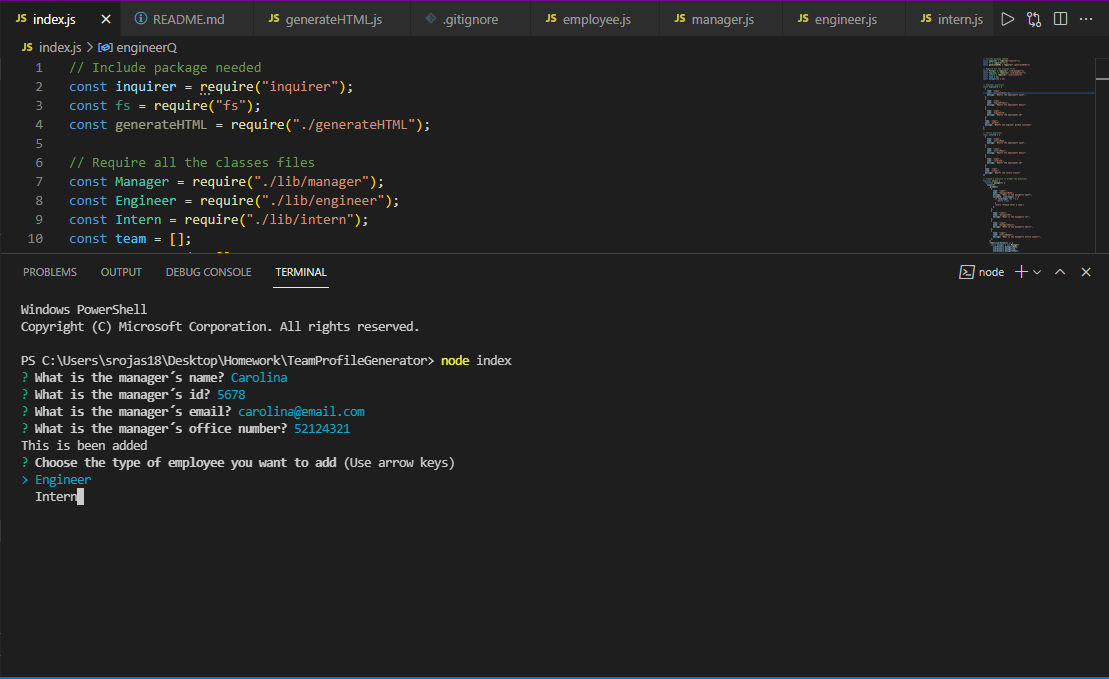 JS index.js README.md JS generateHTML.js .gitignore JS employee.js JS manager.js JS engineer.js JS intern.js
JS index.js > engineerQ
1 // Include package needed
2 const inquirer = require("inquirer");
3 const fs = require("fs");
4 const generateHTML = require("./generateHTML");
5
6 // Require all the classes files
7 const Manager = require("./lib/manager");
8 const Engineer = require("./lib/engineer");
9 const Intern = require("./lib/intern");
10 const team = [];
PROBLEMS OUTPUT DEBUG CONSOLE TERMINAL node
Windows PowerShell
Copyright (C) Microsoft Corporation. All rights reserved.
PS C:\Users\srojas18\Desktop\Homework\TeamProfileGenerator> node index
? What is the manager´s name? Carolina
? What is the manager´s id? 5678
? What is the manager´s email? carolina@email.com
? What is the manager´s office number? 52124321
This is been added
? Choose the type of employee you want to add (Use arrow keys)
> Engineer
Intern